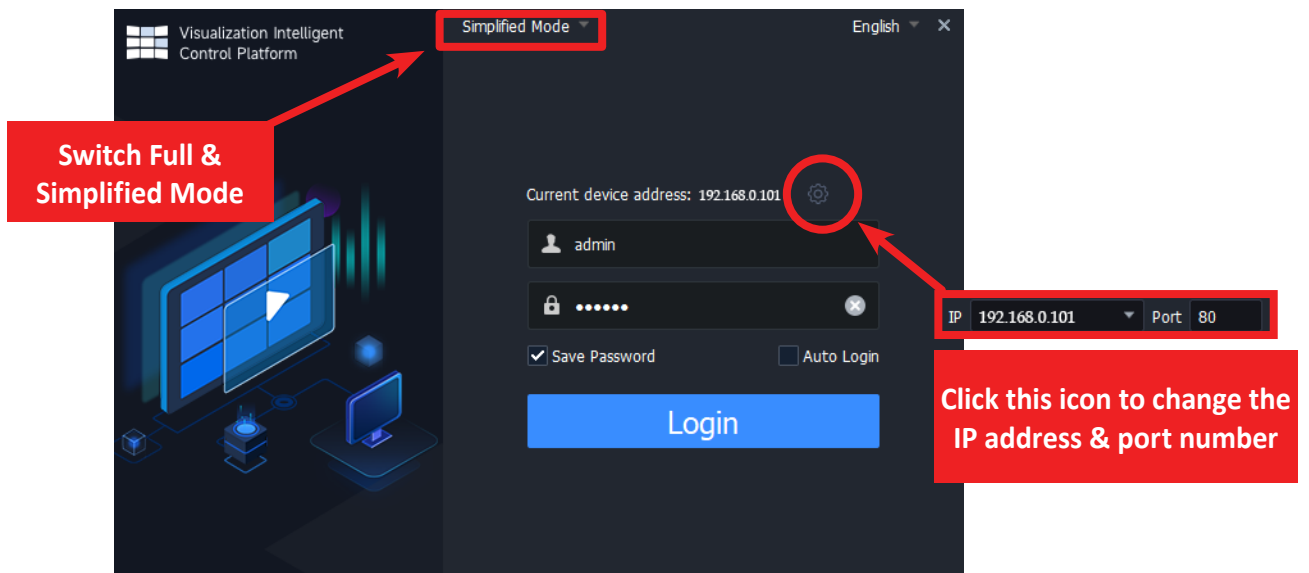 Visualization Intelligent
Control Platform
Simplified Mode
English
Switch Full &
Simplified Mode
Current device address: 192.168.0.101
admin
••••••
IP 192.168.0.101 Port 80
Save Password Auto Login
Login
Click this icon to change the
IP address & port number